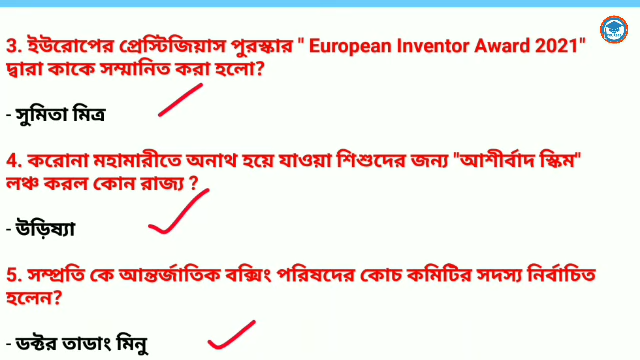 3. ইউরোপের প্রেস্টিজিয়াস পুরস্কার " European Inventor Award 2021"
দ্বারা কাকে সম্মানিত করা হলো?
- সুমিতা মিত্র
4. করোনা মহামারীতে অনাথ হয়ে যাওয়া শিশুদের জন্য "আশীর্বাদ স্কিম"
লঞ্চ করল কোন রাজ্য ?
- উড়িষ্যা
5. সম্প্রতি কে আন্তর্জাতিক বক্সিং পরিষদের কোচ কমিটির সদস্য নির্বাচিত
হলেন?
- ডক্টর তাডাং মিনু